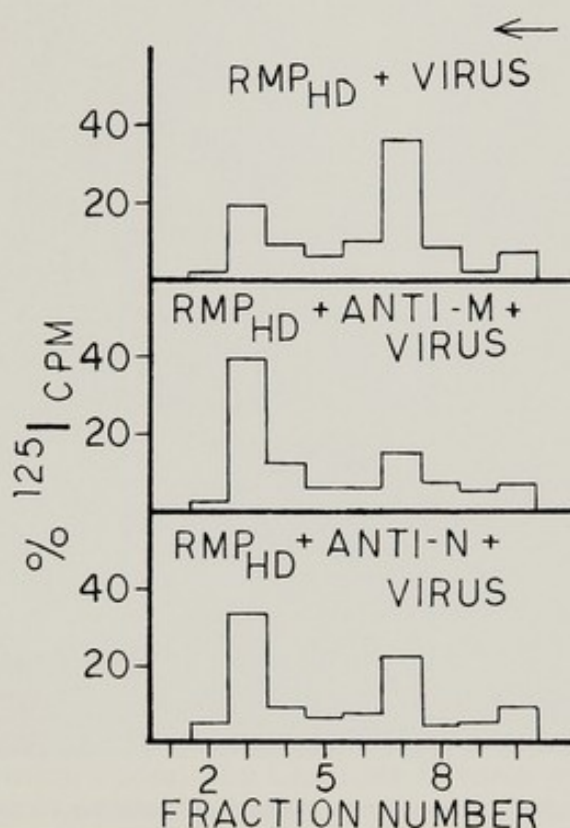 RMPHD + VIRUS
40
20
RMPHD + ANTI-M +
VIRUS
40
20
RMPHD + ANTI-N +
VIRUS
40
20
% 125I CPM
2 5 8
FRACTION NUMBER